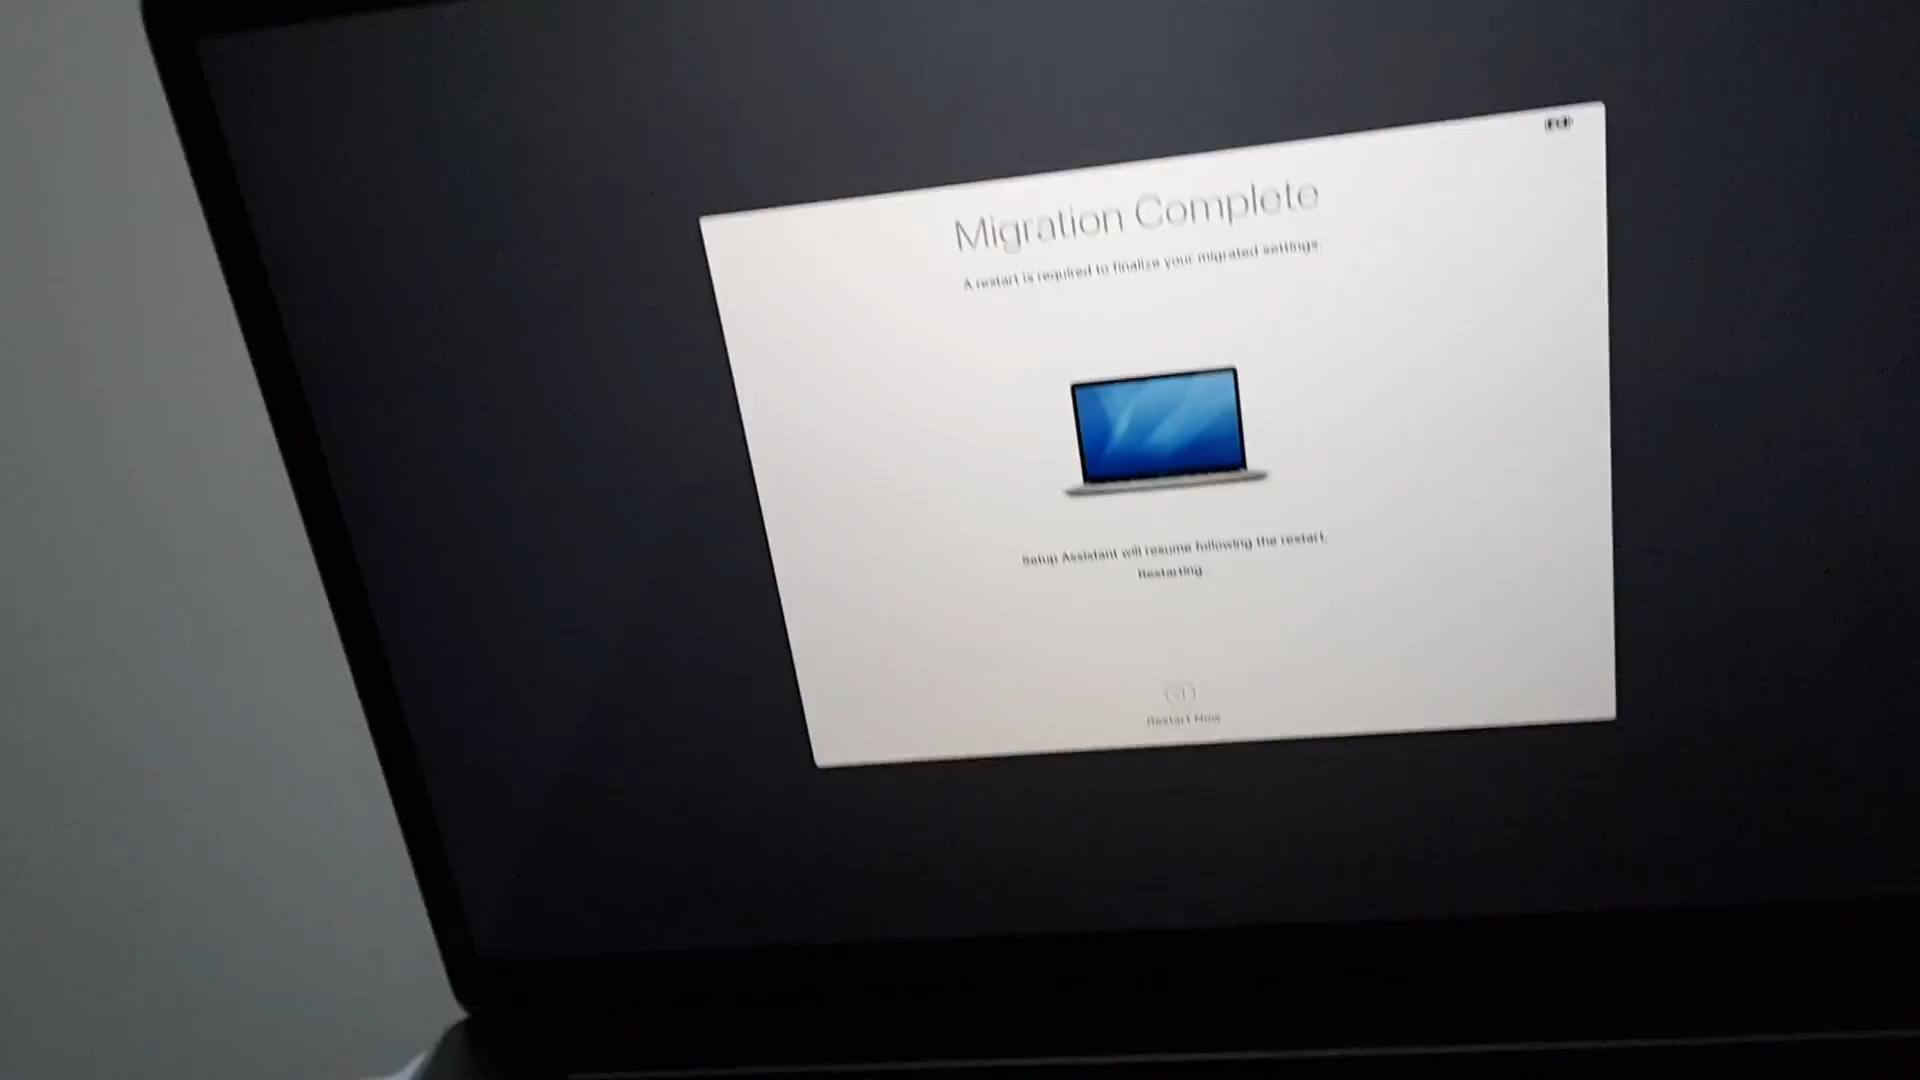 Migration Complete
A restart is required to finalize your migrated settings.
Setup Assistant will resume following the restart.
Restarting...
Restart Now